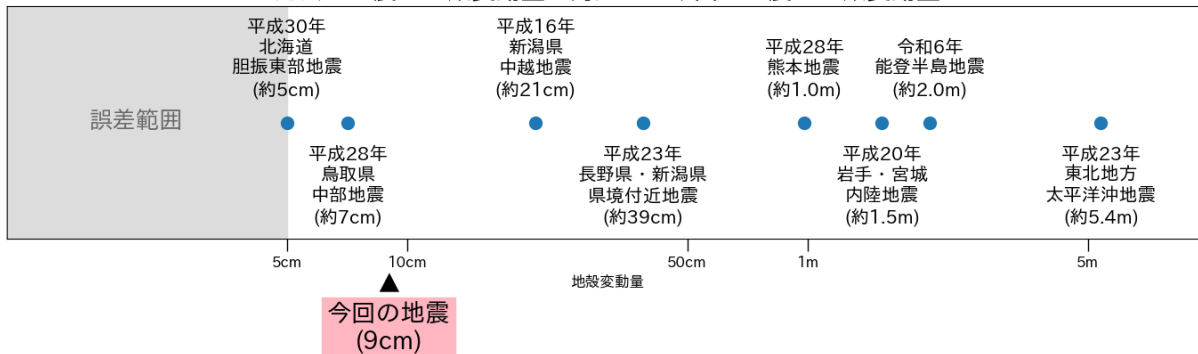 平成30年
北海道
胆振東部地震
(約5cm)
平成16年
新潟県
中越地震
(約21cm)
平成28年
熊本地震
(約1.0m)
令和6年
能登半島地震
(約2.0m)
誤差範囲
平成28年
鳥取県
中部地震
(約7cm)
平成23年
長野県・新潟県
県境付近地震
(約39cm)
平成20年
岩手・宮城
内陸地震
(約1.5m)
平成23年
東北地方
太平洋沖地震
(約5.4m)
5cm
10cm
50cm
1m
5m
地殻変動量
今回の地震
(9cm)